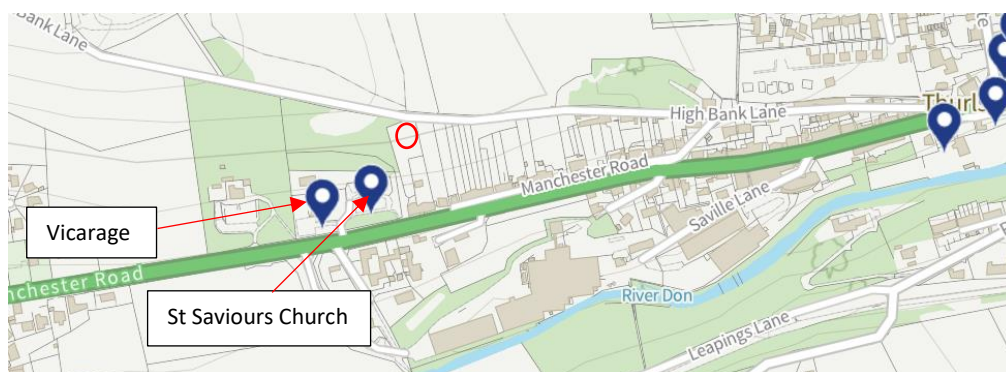 Bank Lane
High Bank Lane
Thurls
Manchester Road
Saville Lane
Vicarage
nchester Road
St Saviours Church
River Don
Leapings Lane